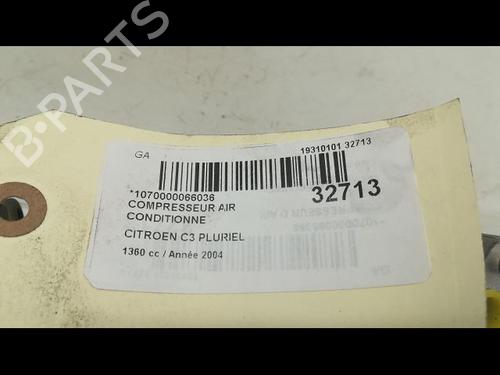 B-PARTS
GA
19310101 32713
*1070000066036
32713
COMPRESSEUR AIR
CONDITIONNE
CITROEN C3 PLURIEL
1360 cc / Année 2004